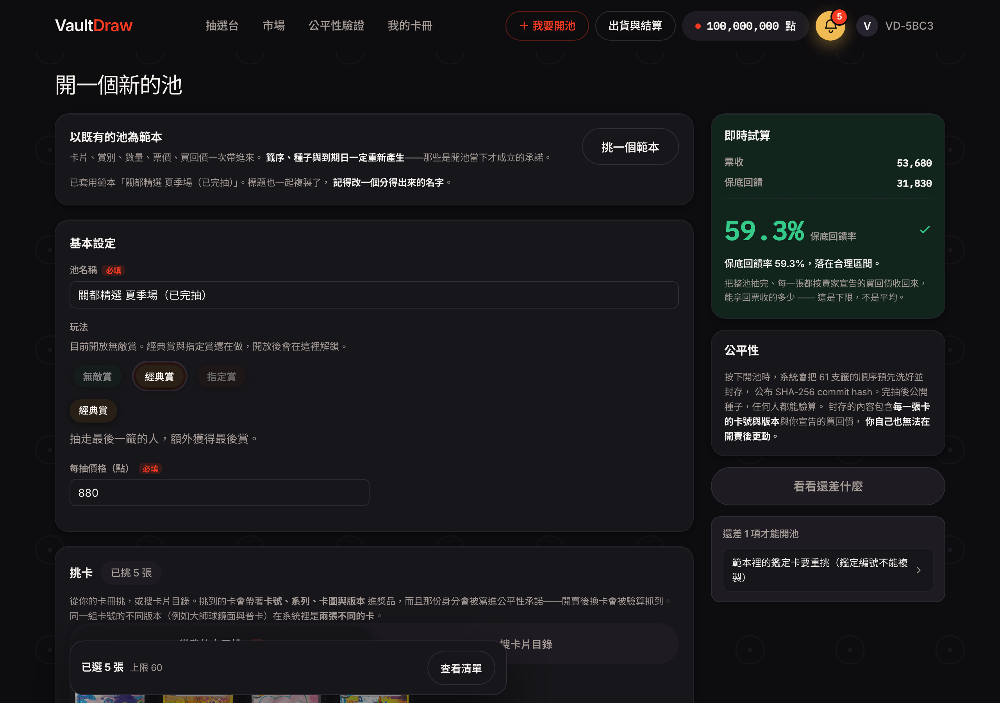 VaultDraw
抽選台
市場
公平性驗證
我的卡冊
+ 我要開池
出貨與結算
100,000,000 點
5
V
VD-5BC3
開一個新的池
以既有的池為範本
卡片、賞別、數量、票價、買回價一次帶進來。 籤序、種子與到期日一定重新產生——那些是開池當下才成立的承諾。
挑一個範本
已套用範本「關都精選 夏季場（已完抽）」。標題也一起複製了， 記得改一個分得出來的名字。
基本設定
池名稱 必填
關都精選 夏季場（已完抽）
玩法
目前開放無敵賞。經典賞與指定賞還在做，開放後會在這裡解鎖。
無敵賞
經典賞
指定賞
經典賞
抽走最後一籤的人，額外獲得最後賞。
每抽價格（點） 必填
880
挑卡 已挑 5 張
從你的卡冊挑，或搜卡片目錄。挑到的卡會帶著卡號、系列、卡圖與版本 進獎品，而且那份身分會被寫進公平性承諾——開賣後換卡會被驗算抓到。
同一組卡號的不同版本（例如大師球鏡面與普卡）在系統裡是兩張不同的卡。
搜卡片目錄
已選 5 張 上限 60
查看清單
即時試算
票收 53,680
保底回饋 31,830
59.3% 保底回饋率
保底回饋率 59.3%，落在合理區間。
把整池抽完、每一張都按賣家宣告的買回價收回來，
能拿回票收的多少 —— 這是下限，不是平均。
公平性
按下開池時，系統會把 61 支籤的順序預先洗好並
封存， 公布 SHA-256 commit hash。完抽後公開
種子，任何人都能驗算。 封存的內容包含每一張卡
的卡號與版本與你宣告的買回價， 你自己也無法在
開賣後更動。
看看還差什麼
還差 1 項才能開池
範本裡的鑑定卡要重挑（鑑定編號不能複
製）